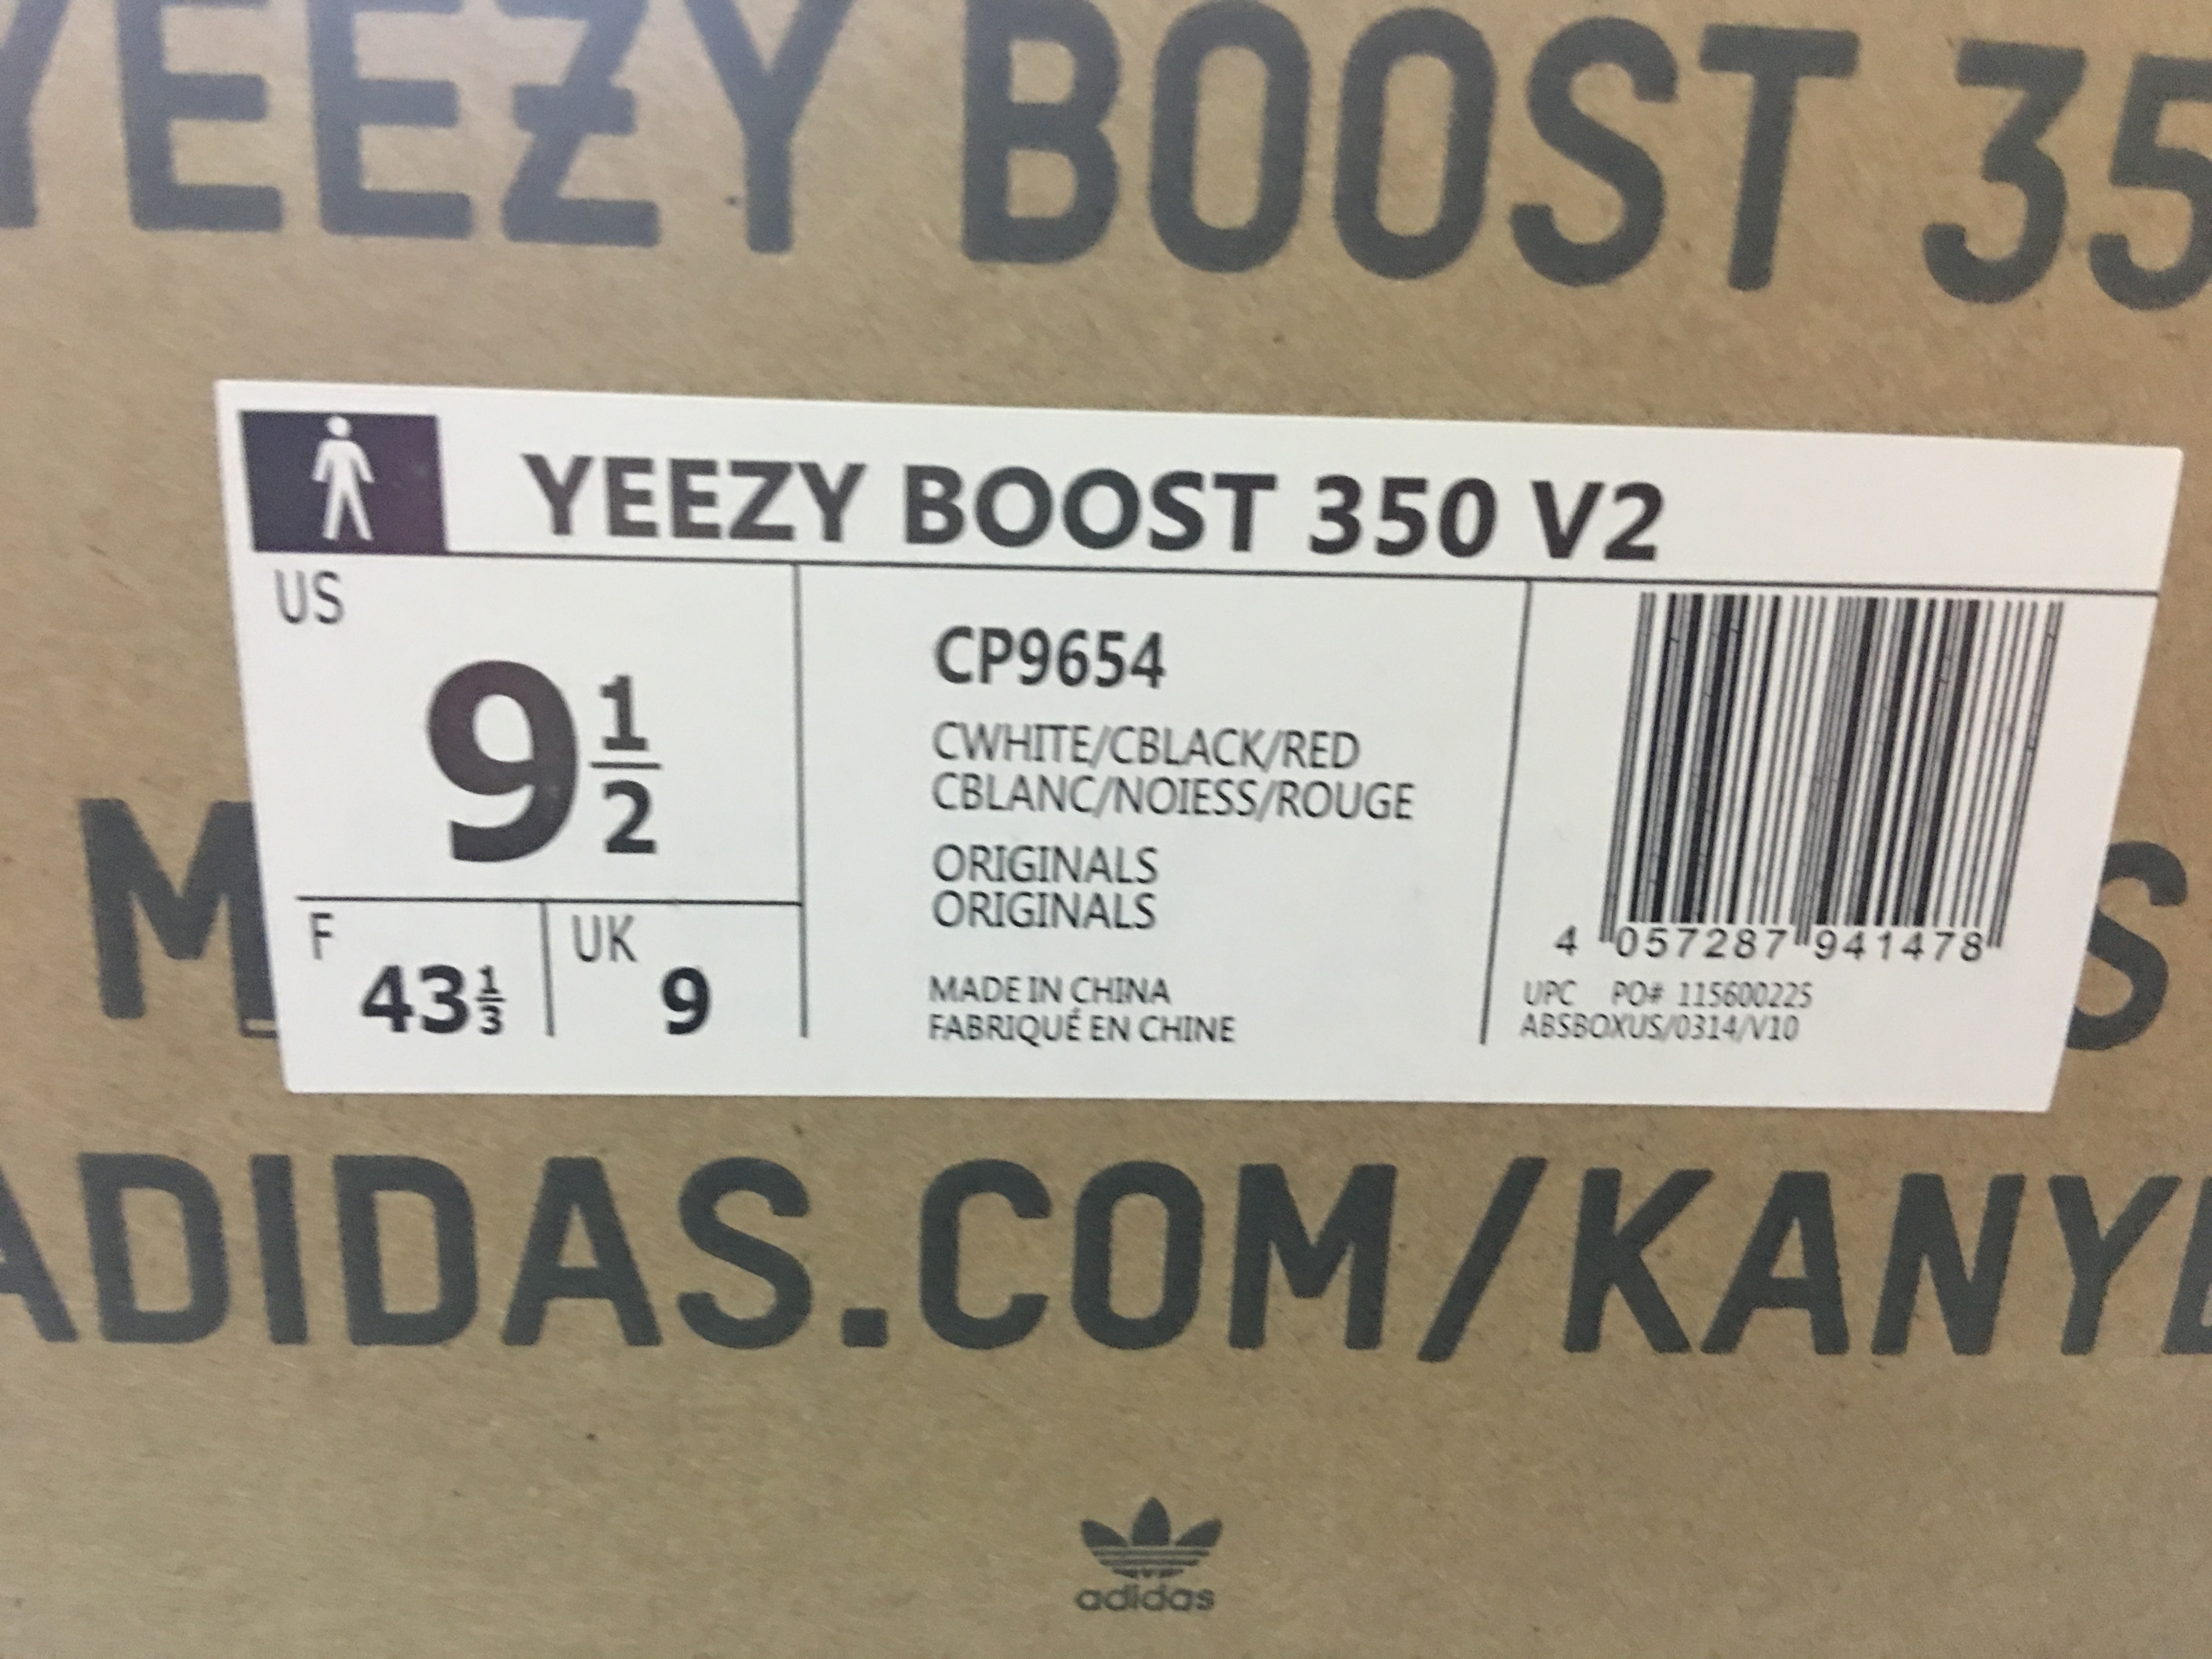 YEEZY BOOST 35
YEEZY BOOST 350 V2
US
9 1/2
F 43 1/3
UK 9
CP9654
CWHITE/CBLACK/RED
CBLANC/NOIESS/ROUGE
ORIGINALS
ORIGINALS
MADE IN CHINA
FABRIQUÉ EN CHINE
4 057287 941478
UPC PO# 115600225
ABSBOXUS/0314/V10
M S
ADIDAS.COM/KANYE
adidas